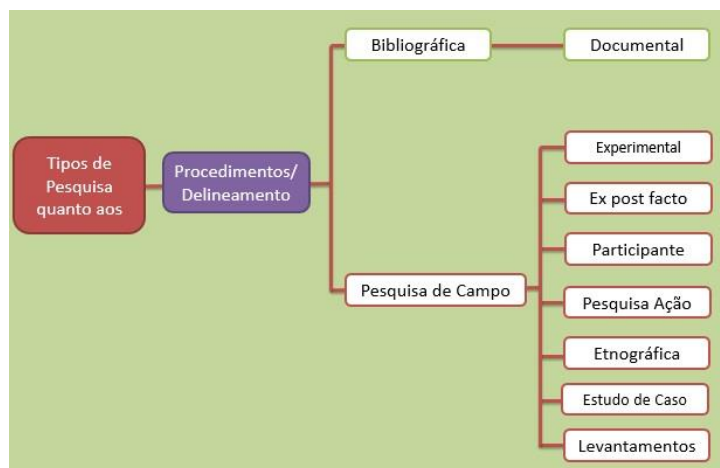 Tipos de
Pesquisa
quanto aos
Procedimentos/
Delineamento
Bibliográfica
Documental
Pesquisa de Campo
Experimental
Ex post facto
Participante
Pesquisa Ação
Etnográfica
Estudo de Caso
Levantamentos